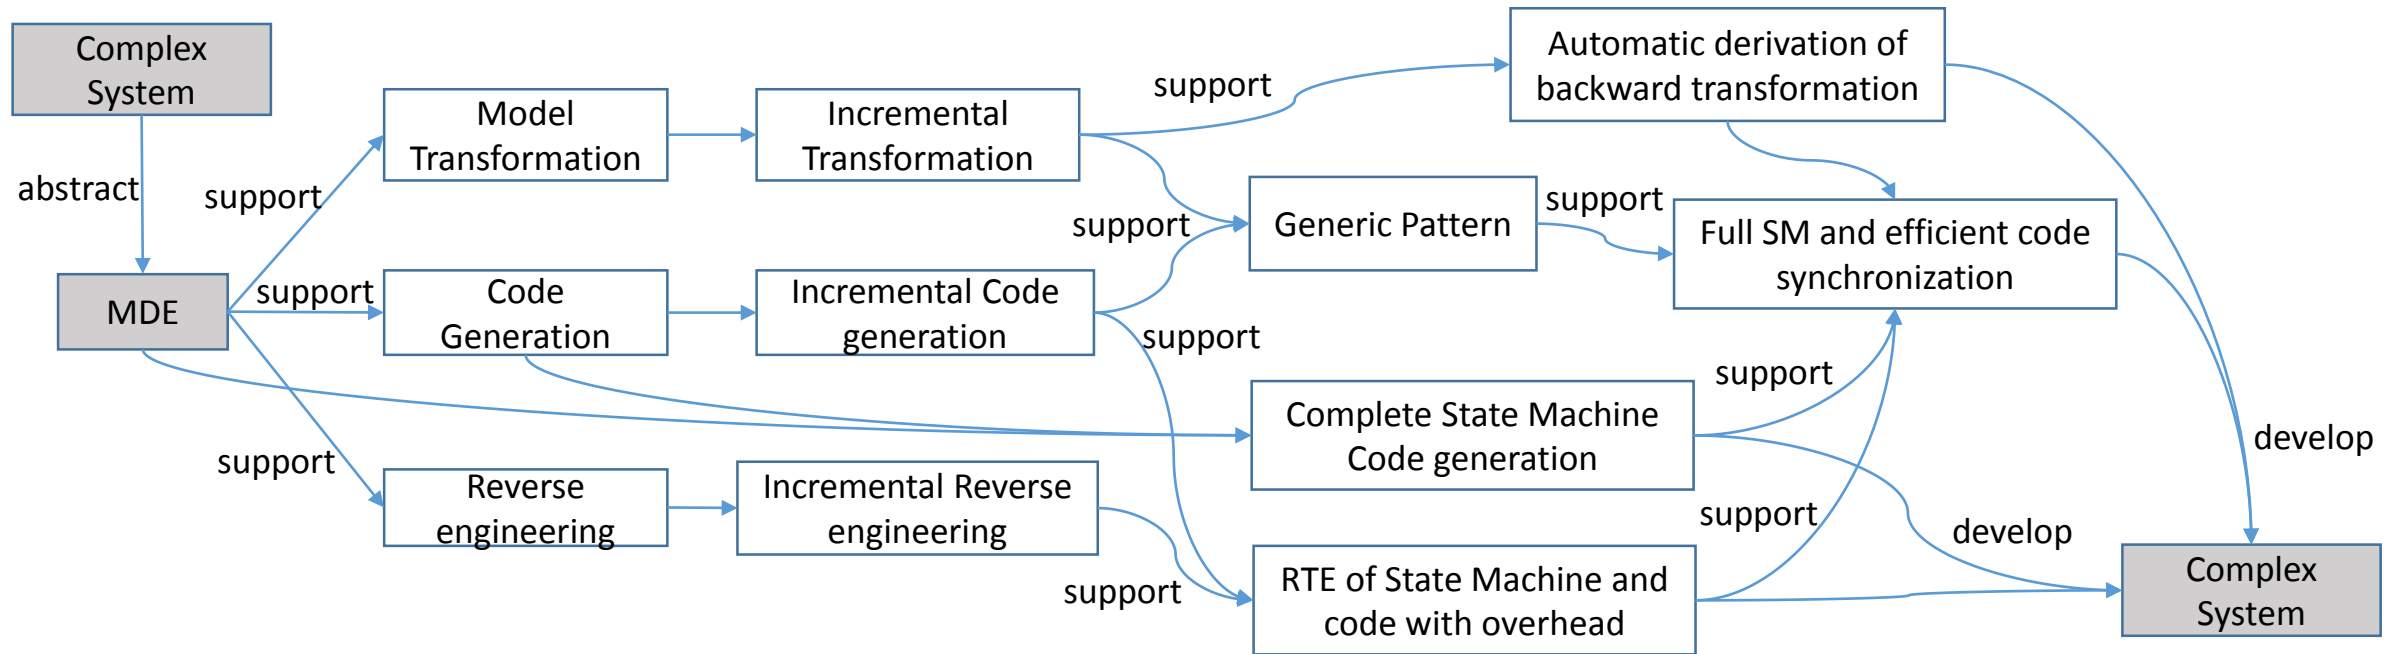 Complex
System
abstract
MDE
support
support
support
Model
Transformation
Code
Generation
Reverse
engineering
Incremental
Transformation
Incremental Code
generation
Incremental Reverse
engineering
support
support
support
support
Automatic derivation of
backward transformation
Generic Pattern
support
Full SM and efficient code
synchronization
Complete State Machine
Code generation
RTE of State Machine and
code with overhead
support
support
develop
develop
Complex
System